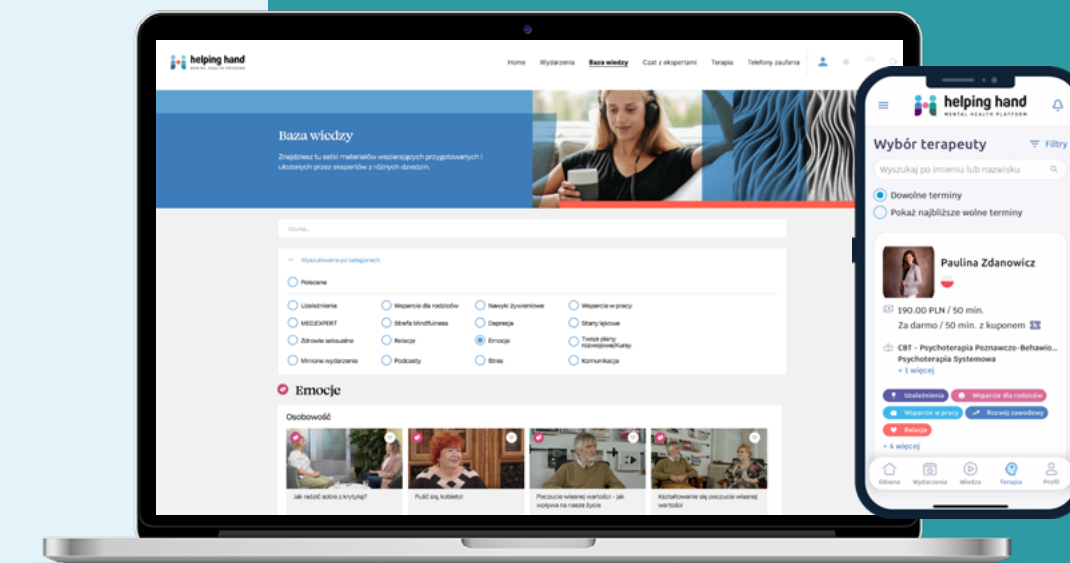 helping hand
MENTAL HEALTH PROGRAM
Home Wydarzenia Baza wiedzy Czat z ekspertami Terapia Telefony zaufania
Baza wiedzy
Znajdziesz tu setki materiałów wspierających przygotowanych i
ułożonych przez ekspertów z różnych dziedzin.
Szukaj...
Wyszukiwanie po kategoriach
Polecane
Uzależnienia Wsparcie dla rodziców Nawyki żywieniowe Wsparcie w pracy
MEDEXPERT Strefa Mindfulness Depresja Stany lękowe
Zdrowie seksualne Relacje Emocje Twoje plany
rozwojowe/Kursy
Minione wydarzenia Podcasty Stres Komunikacja
Emocje
Osobowość
Jak radzić sobie z krytyką?
Puść się, kobieto!
Poczucie własnej wartości - jak
wpływa na nasze życie
Kształtowanie się poczucia własnej
wartości
helping hand
MENTAL HEALTH PLATFORM
Wybór terapeuty Filtry
Wyszukaj po imieniu lub nazwisku
Dowolne terminy
Pokaż najbliższe wolne terminy
Paulina Zdanowicz
190.00 PLN / 50 min.
Za darmo / 50 min. z kuponem
CBT - Psychoterapia Poznawczo-Behawio...
Psychoterapia Systemowa
+ 1 więcej
Uzależnienia Wsparcie dla rodziców
Wsparcie w pracy Rozwój zawodowy
Relacje
+ 4 więcej
Główna Wydarzenia Wiedza Terapia Profil